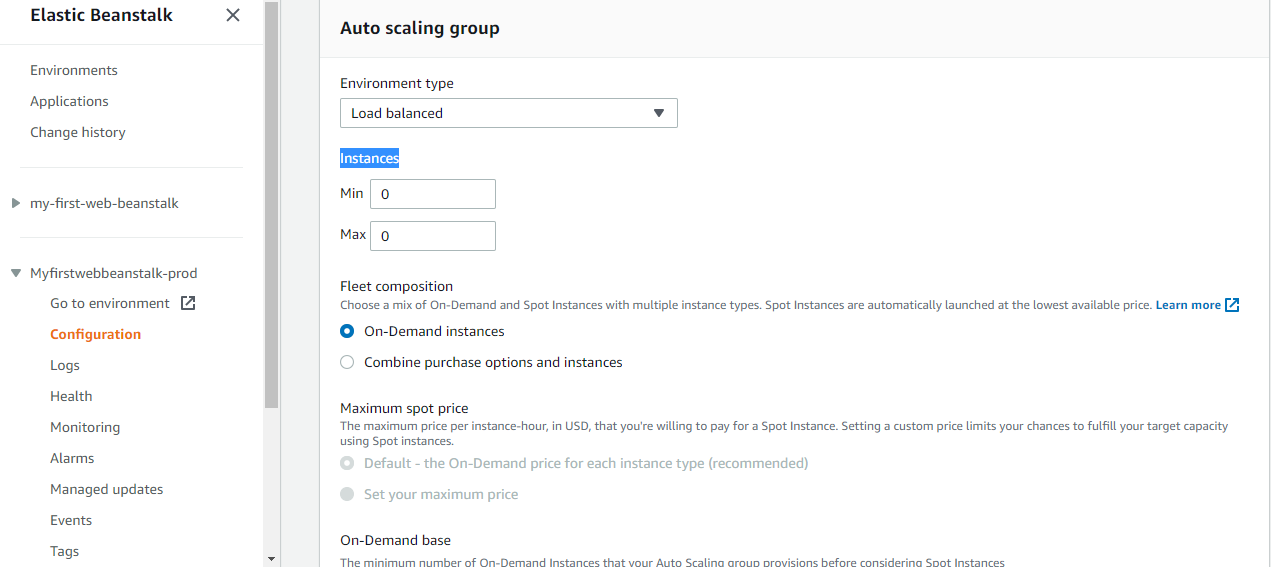 Elastic Beanstalk
Environments
Applications
Change history
my-first-web-beanstalk
Myfirstwebbeanstalk-prod
Go to environment
Configuration
Logs
Health
Monitoring
Alarms
Managed updates
Events
Tags
Auto scaling group
Environment type
Load balanced
Instances
Min 0
Max 0
Fleet composition
Choose a mix of On-Demand and Spot Instances with multiple instance types. Spot Instances are automatically launched at the lowest available price. Learn more
On-Demand instances
Combine purchase options and instances
Maximum spot price
The maximum price per instance-hour, in USD, that you're willing to pay for a Spot Instance. Setting a custom price limits your chances to fulfill your target capacity
using Spot instances.
Default - the On-Demand price for each instance type (recommended)
Set your maximum price
On-Demand base
The minimum number of On-Demand Instances that your Auto Scaling group provisions before considering Spot Instances